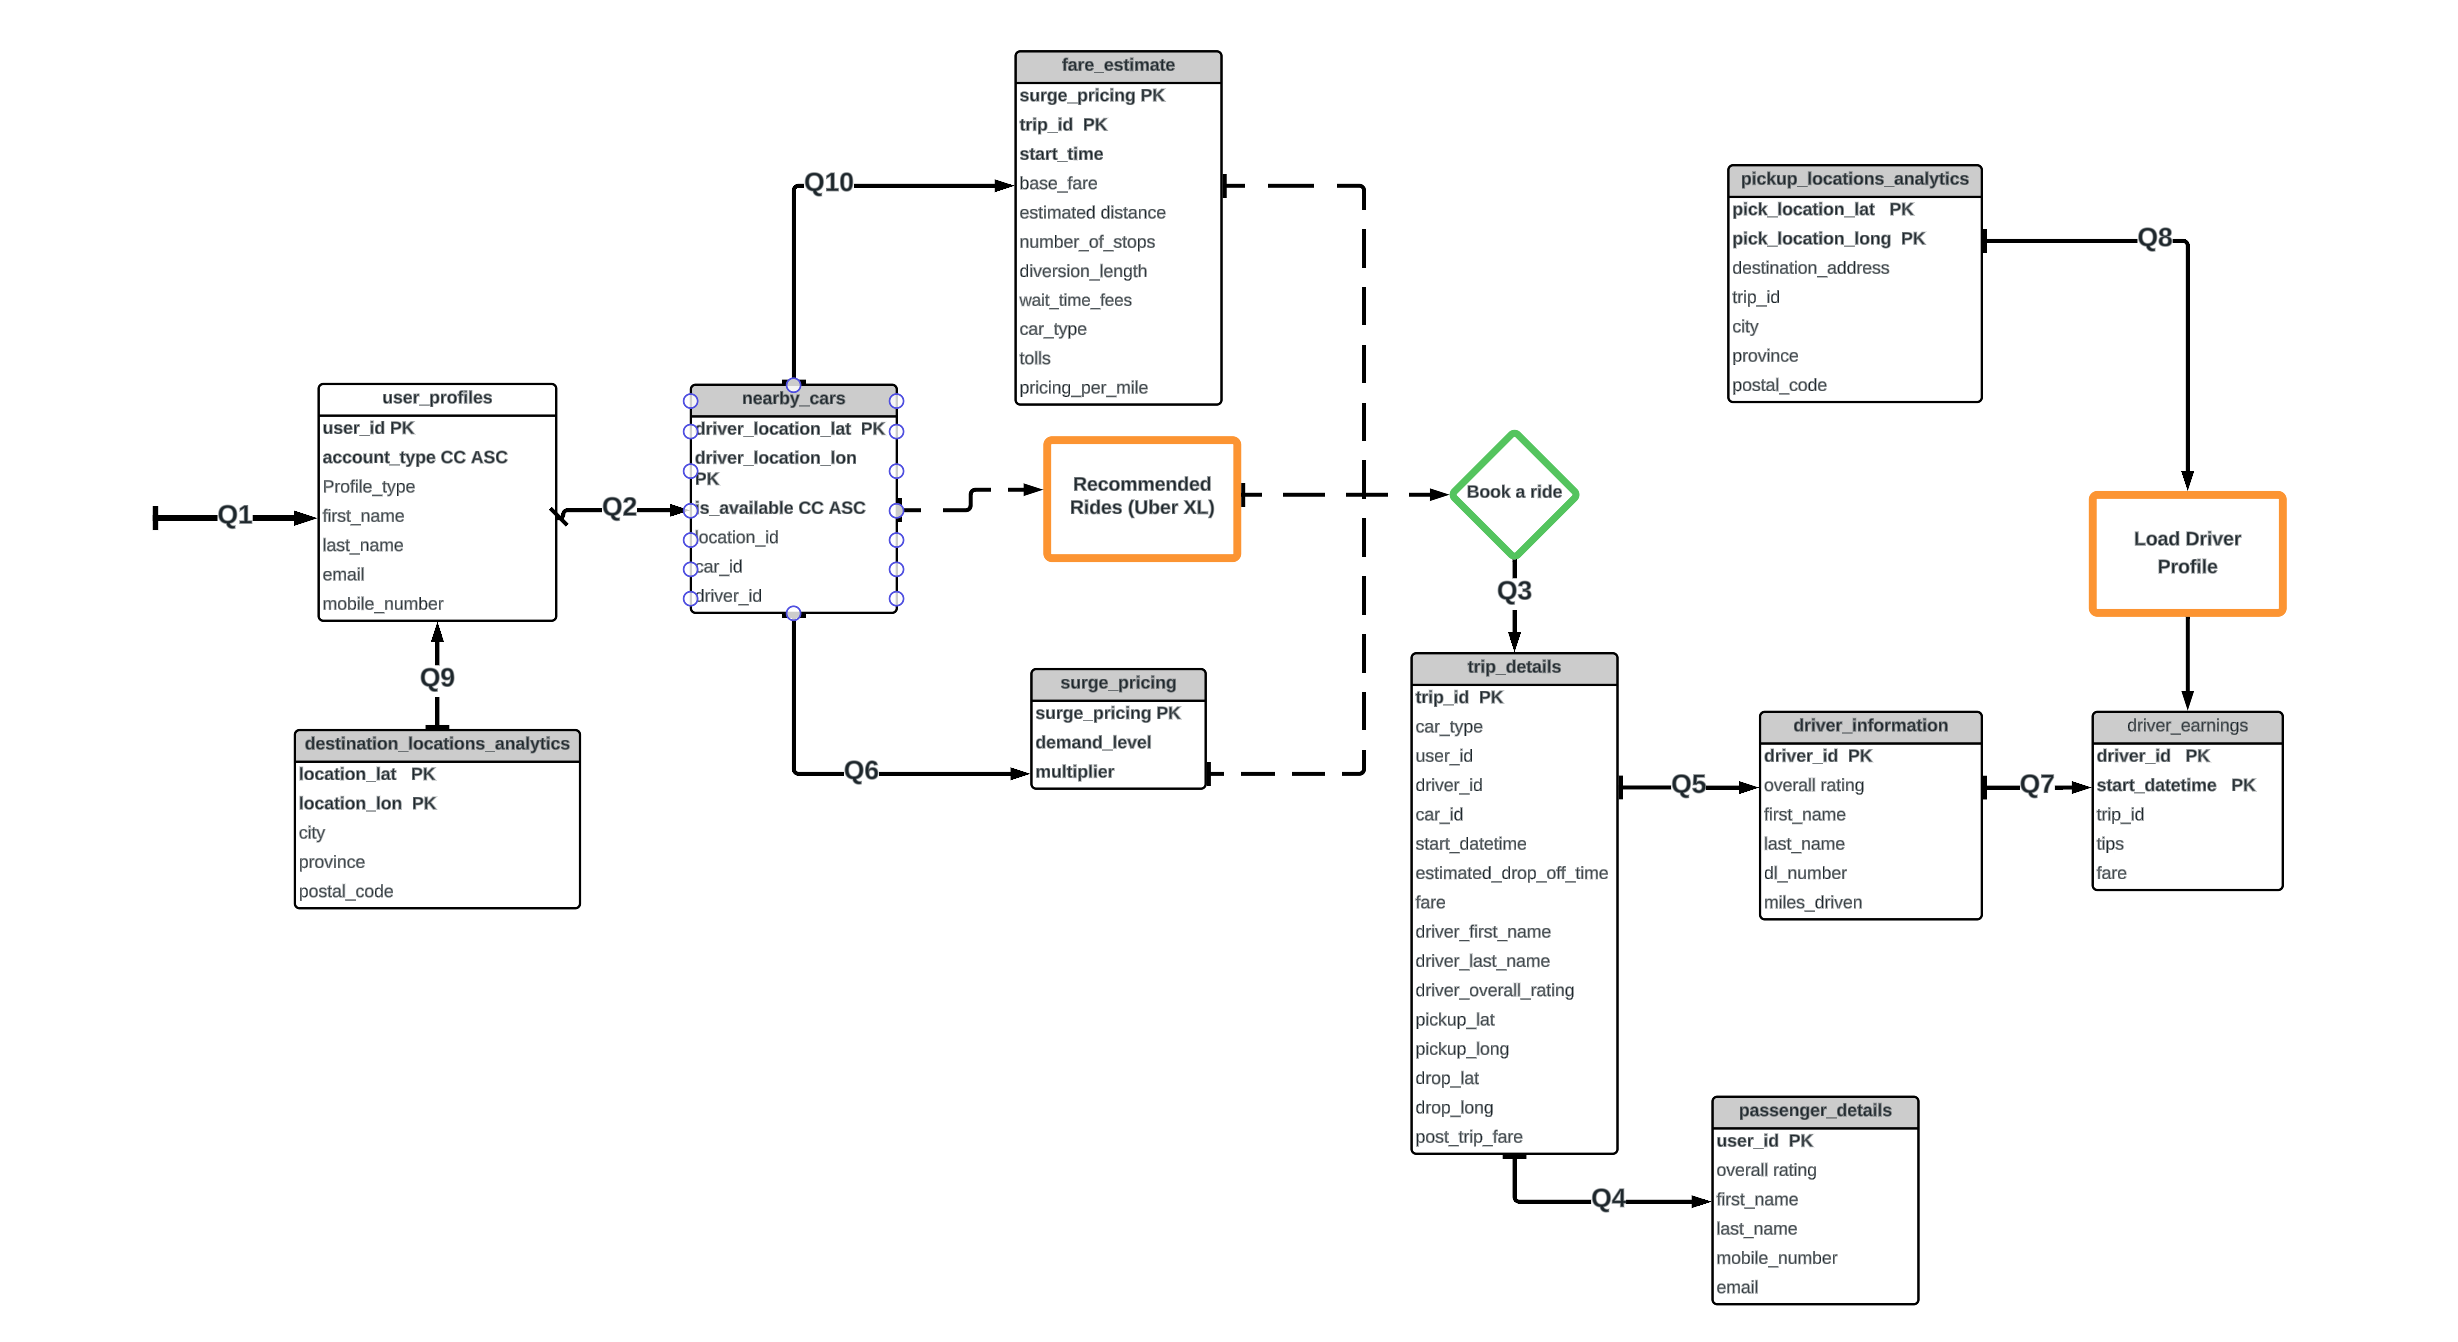 Q1
user_profiles
user_id PK
account_type CC ASC
Profile_type
first_name
last_name
email
mobile_number
Q9
destination_locations_analytics
location_lat PK
location_lon PK
city
province
postal_code
Q2
nearby_cars
driver_location_lat PK
driver_location_lon
PK
is_available CC ASC
location_id
car_id
driver_id
Q10
fare_estimate
surge_pricing PK
trip_id PK
start_time
base_fare
estimated distance
number_of_stops
diversion_length
wait_time_fees
car_type
tolls
pricing_per_mile
Recommended
Rides (Uber XL)
Q6
surge_pricing
surge_pricing PK
demand_level
multiplier
Book a ride
Q3
trip_details
trip_id PK
car_type
user_id
driver_id
car_id
start_datetime
estimated_drop_off_time
fare
driver_first_name
driver_last_name
driver_overall_rating
pickup_lat
pickup_long
drop_lat
drop_long
post_trip_fare
Q4
passenger_details
user_id PK
overall rating
first_name
last_name
mobile_number
email
Q5
driver_information
driver_id PK
overall rating
first_name
last_name
dl_number
miles_driven
Q7
driver_earnings
driver_id PK
start_datetime PK
trip_id
tips
fare
pickup_locations_analytics
pick_location_lat PK
pick_location_long PK
destination_address
trip_id
city
province
postal_code
Q8
Load Driver
Profile